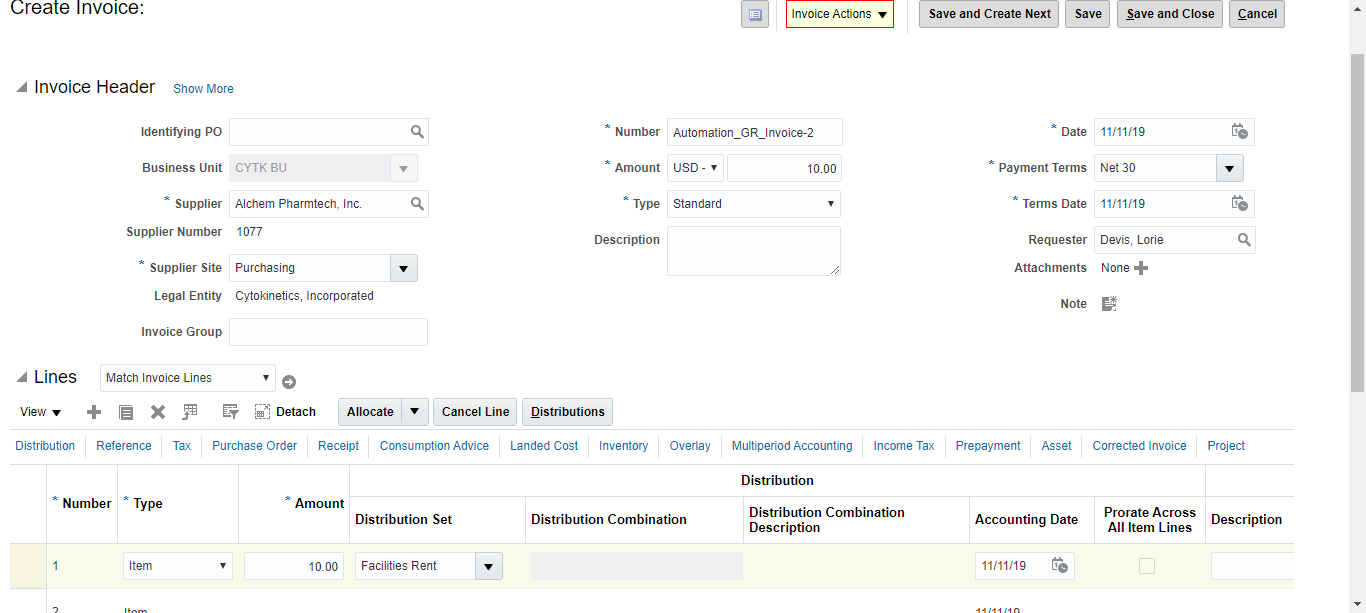 Create Invoice:
Invoice Actions
Save and Create Next
Save
Save and Close
Cancel
Invoice Header Show More
Identifying PO
* Number Automation_GR_Invoice-2
* Date 11/11/19
Business Unit CYTK BU
* Amount USD - 10.00
* Payment Terms Net 30
* Supplier Alchem Pharmtech, Inc.
* Type Standard
* Terms Date 11/11/19
Supplier Number 1077
Description
Requester Devis, Lorie
* Supplier Site Purchasing
Attachments None
Legal Entity Cytokinetics, Incorporated
Note
Invoice Group
Lines Match Invoice Lines
View Detach Allocate Cancel Line Distributions
Distribution Reference Tax Purchase Order Receipt Consumption Advice Landed Cost Inventory Overlay Multiperiod Accounting Income Tax Prepayment Asset Corrected Invoice Project
* Number
* Type
* Amount
Distribution
Distribution Set
Distribution Combination
Distribution Combination
Description
Accounting Date
Prorate Across
All Item Lines
Description
1 Item 10.00 Facilities Rent 11/11/19
2 Item 11/11/19